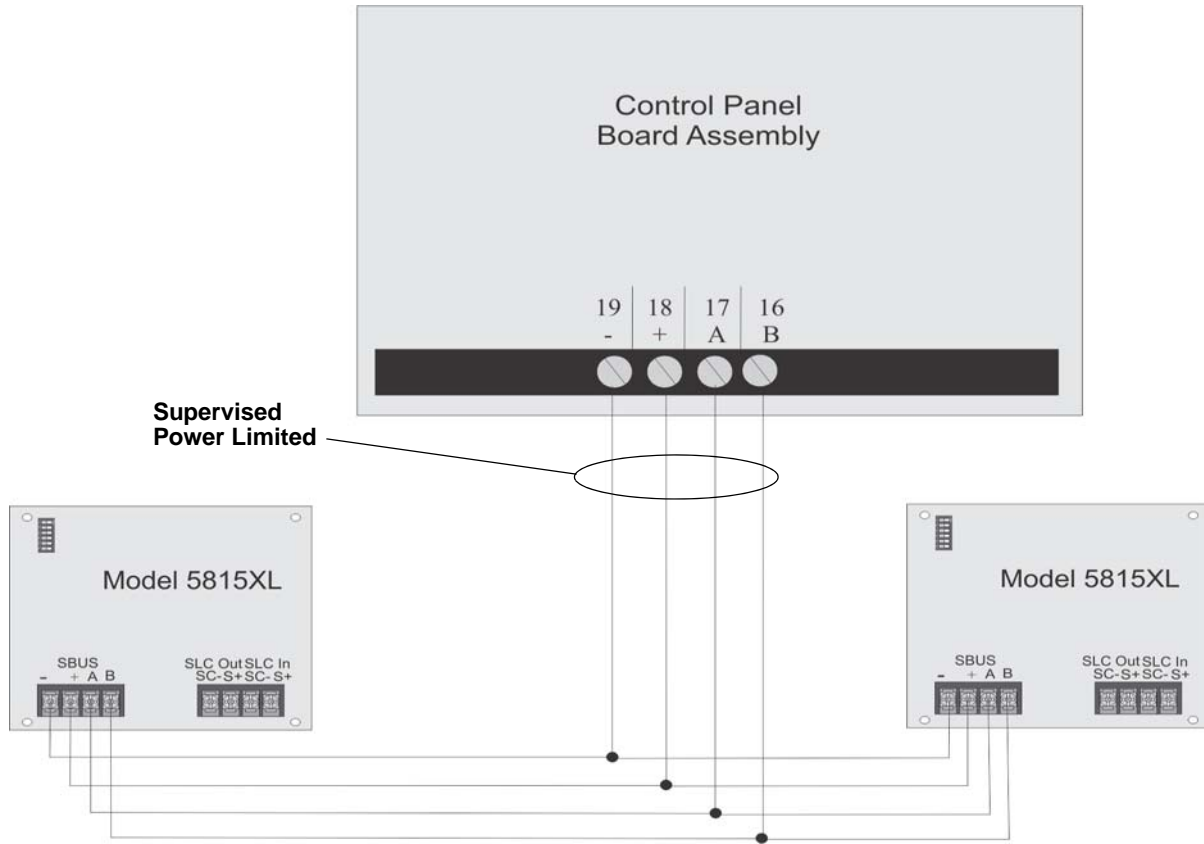 Control Panel
Board Assembly
19 18 17 16
- + A B
Supervised
Power Limited
Model 5815XL
SBUS
- + A B
SLC Out SLC In
SC- S+ SC- S+
Model 5815XL
SBUS
- + A B
SLC Out SLC In
SC- S+ SC- S+